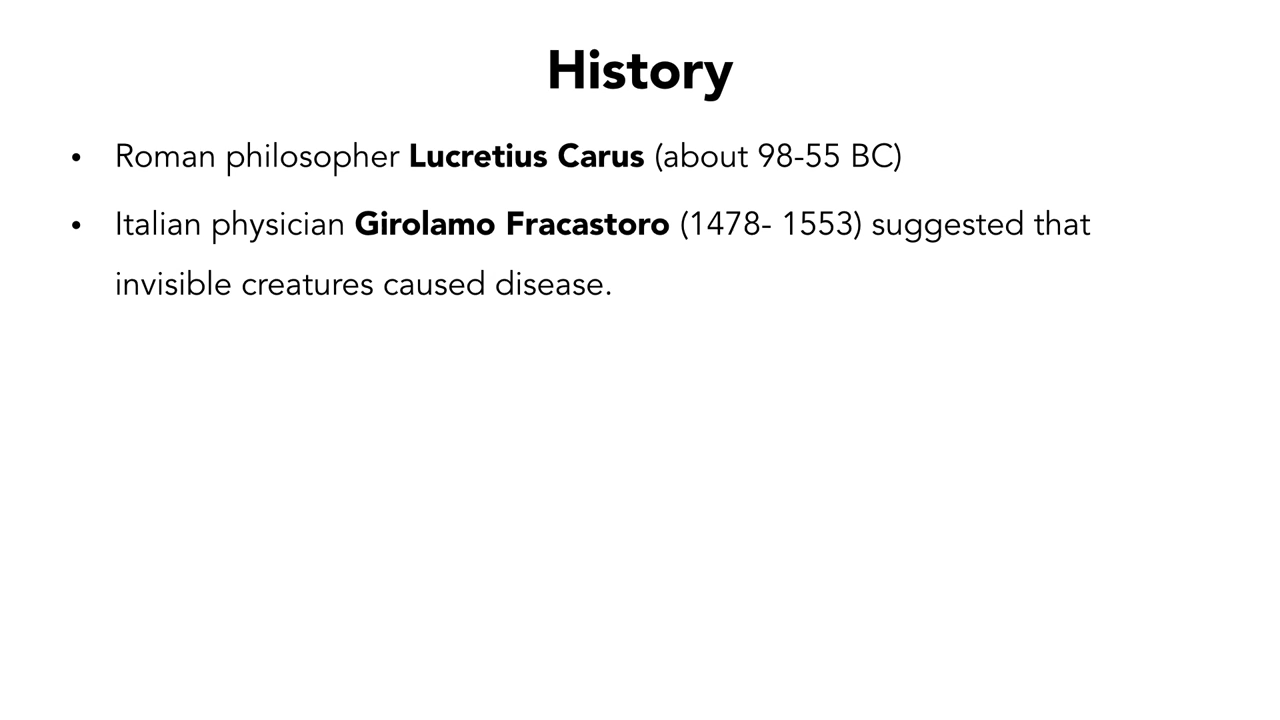 History
• Roman philosopher Lucretius Carus (about 98-55 BC)
• Italian physician Girolamo Fracastoro (1478- 1553) suggested that
invisible creatures caused disease.